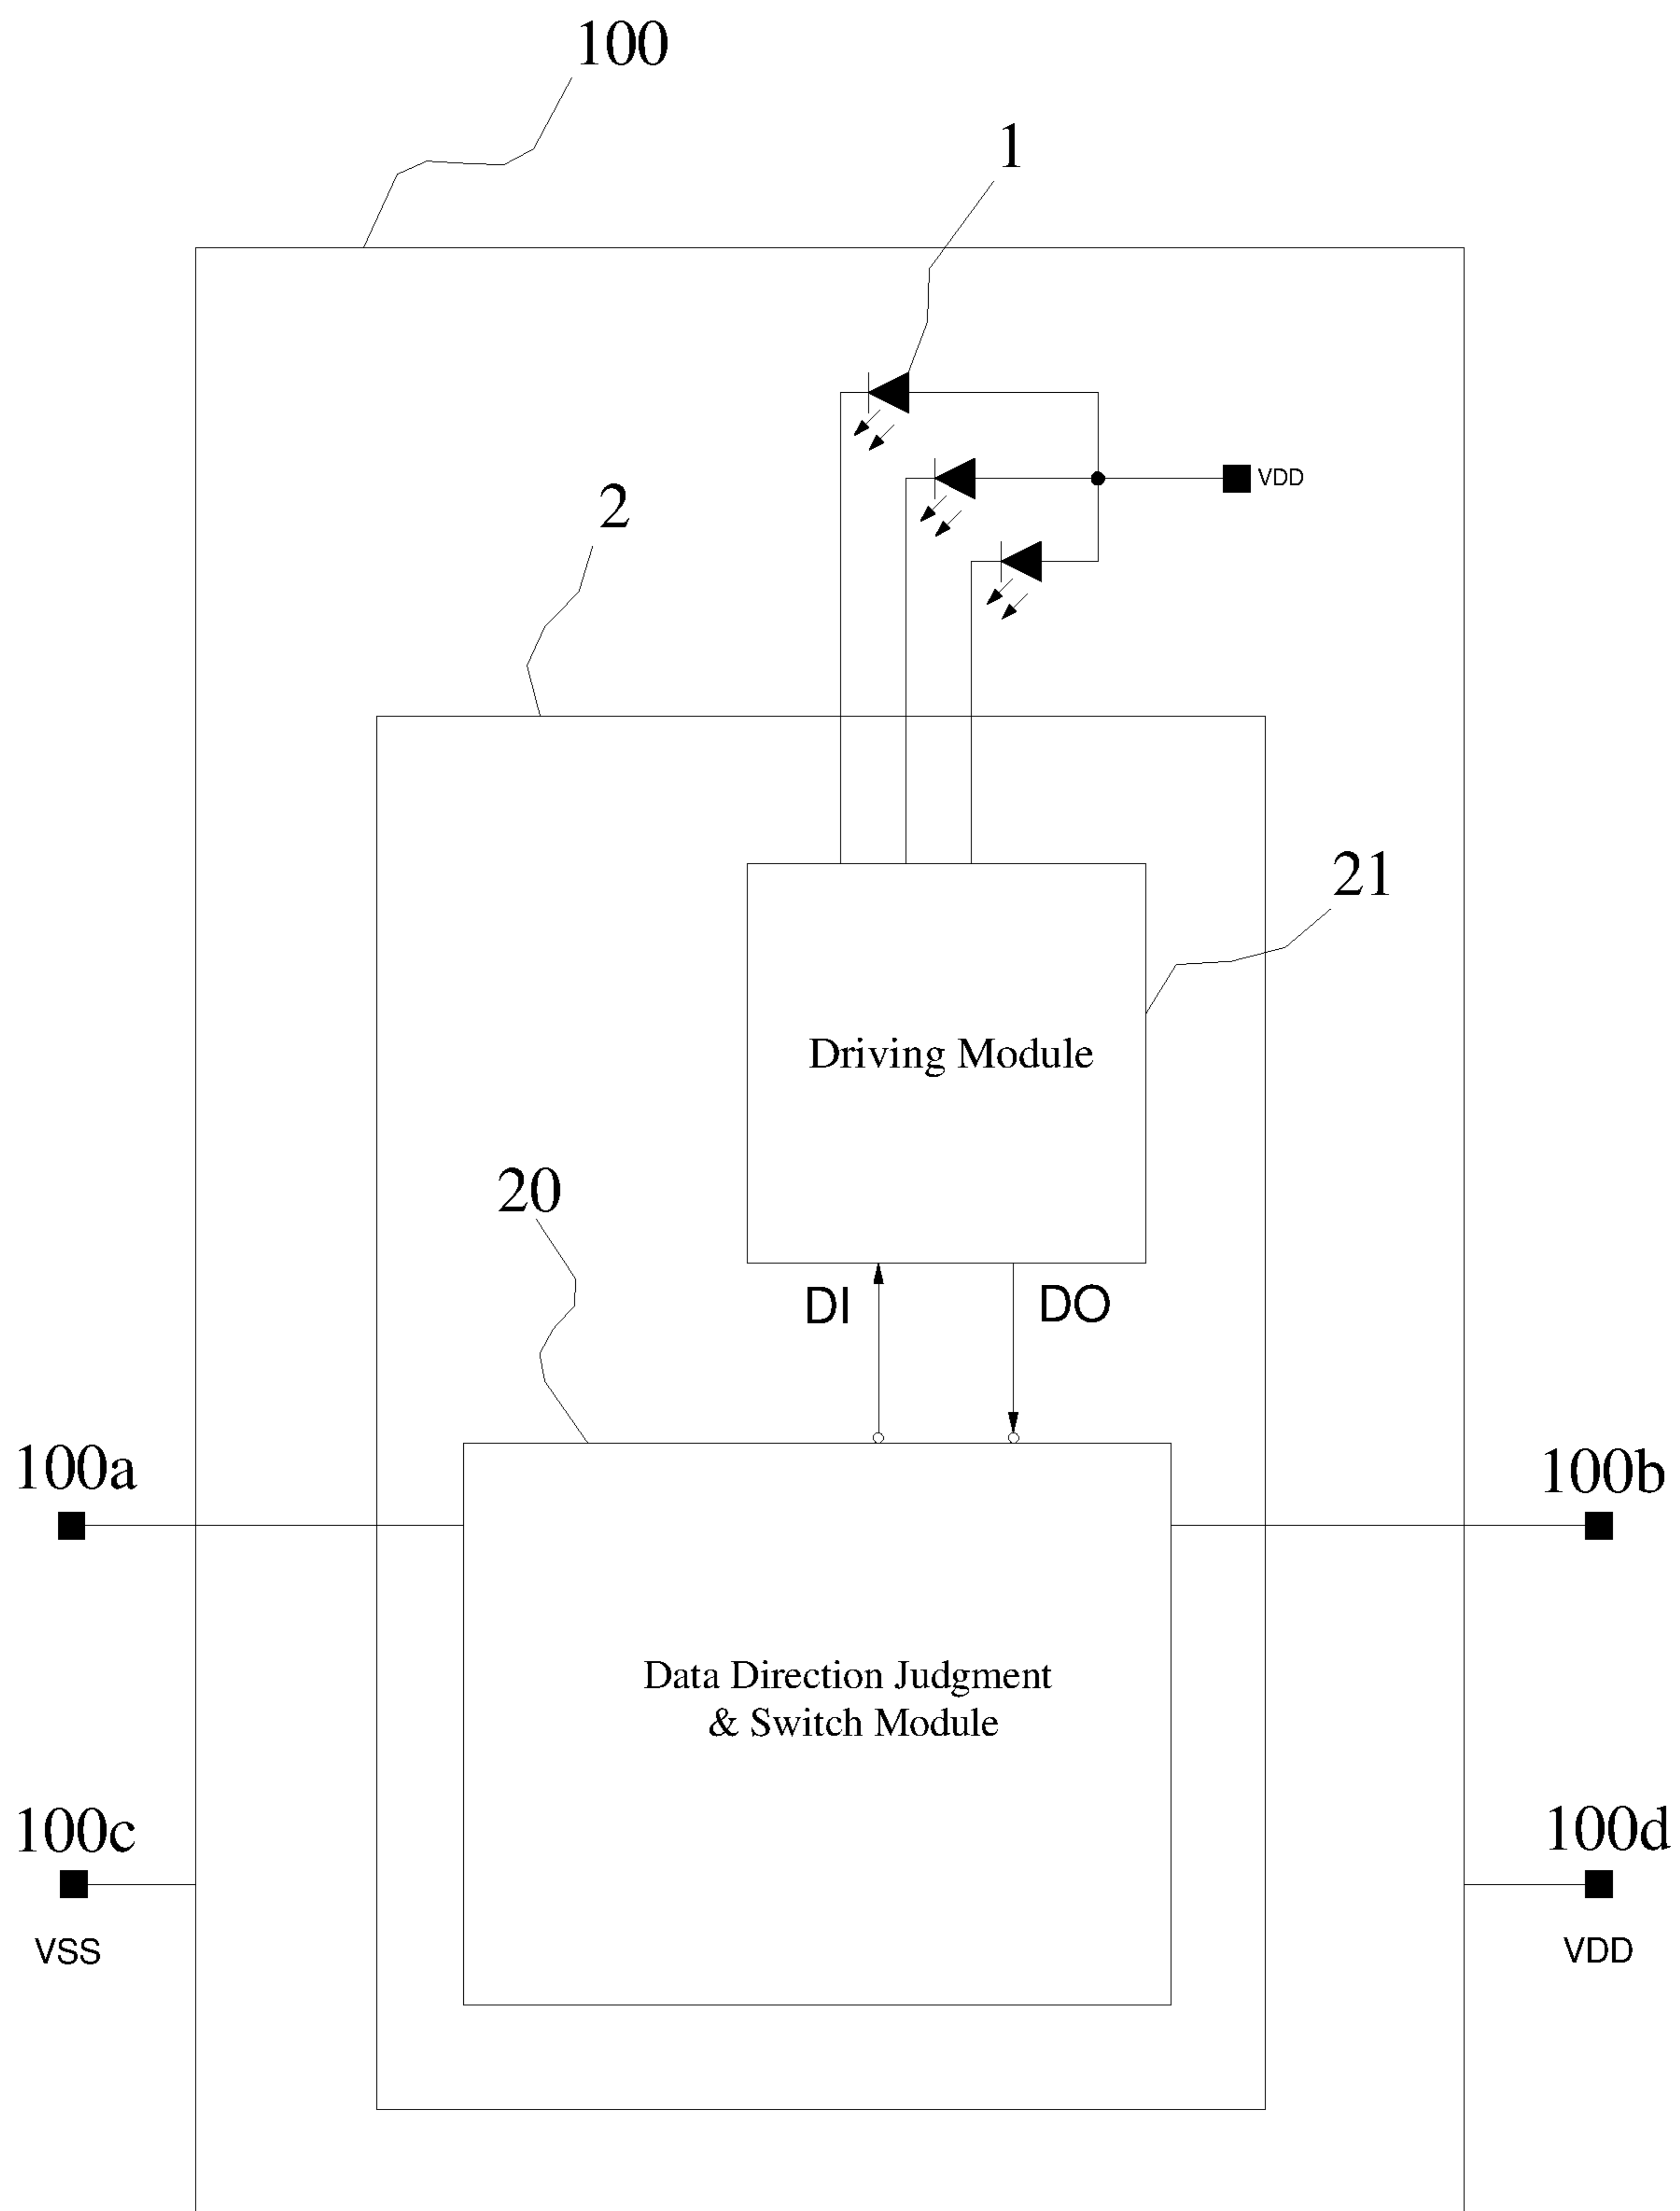 100
1
VDD
2
21
Driving Module
20
DI
DO
100a
100b
Data Direction Judgment
& Switch Module
100c
100d
VSS
VDD